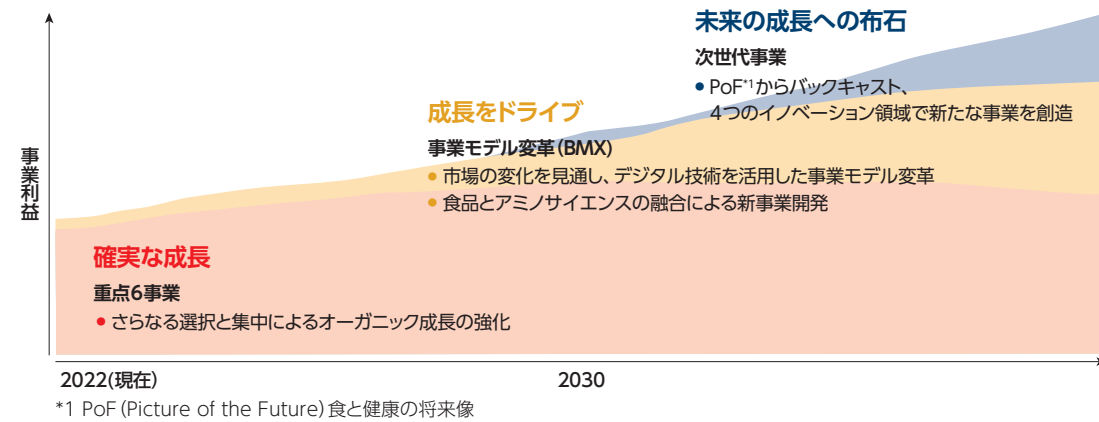 未来の成長への布石
次世代事業
● PoF*1からバックキャスト、
4つのイノベーション領域で新たな事業を創造
成長をドライブ
事業モデル変革(BMX)
● 市場の変化を見通し、デジタル技術を活用した事業モデル変革
● 食品とアミノサイエンスの融合による新事業開発
事業利益
確実な成長
重点6事業
● さらなる選択と集中によるオーガニック成長の強化
2022(現在)
2030
*1 PoF(Picture of the Future)食と健康の将来像